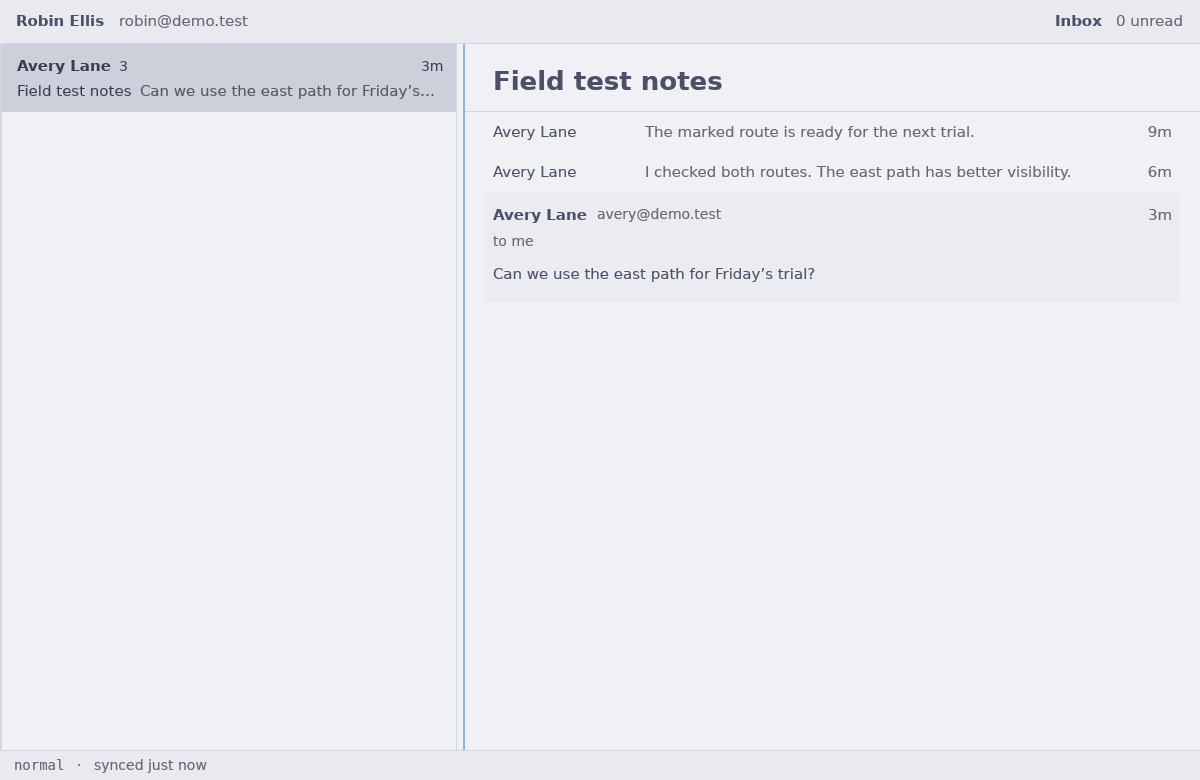 Robin Ellis robin@demo.test Inbox 0 unread
Avery Lane 3 3m
Field test notes Can we use the east path for Friday’s…
Field test notes
Avery Lane The marked route is ready for the next trial. 9m
Avery Lane I checked both routes. The east path has better visibility. 6m
Avery Lane avery@demo.test 3m
to me
Can we use the east path for Friday’s trial?
normal · synced just now